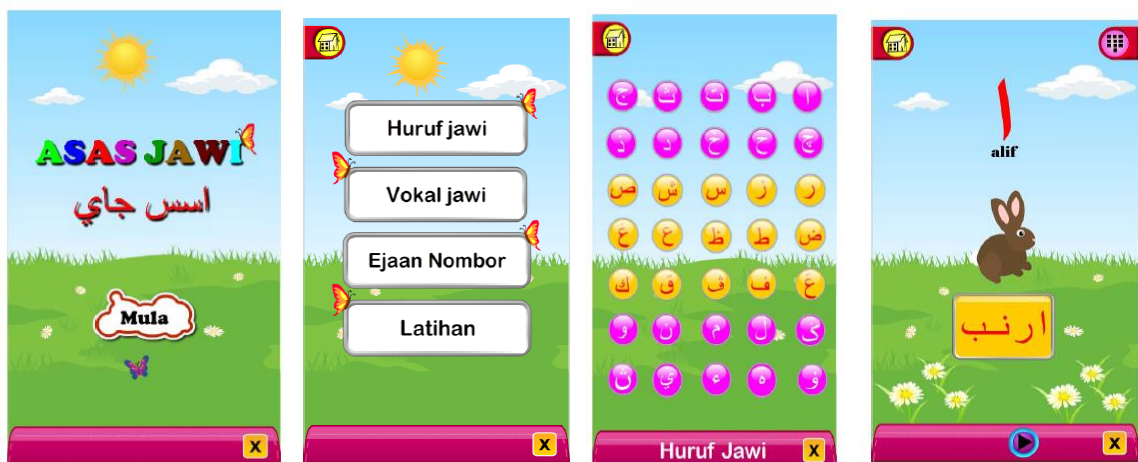 ASAS JAWI
اسس جاي
Mula
X
Huruf jawi
Vokal jawi
Ejaan Nombor
Latihan
X
ا ب ت ث ج
چ ح خ د ذ
ر ز س ش ص
ض ط ظ ع غ
ڠ ف ڤ ق ك
ݢ ل م ن و
ۏ ه ء ي ڽ
Huruf Jawi
X
ا
alif
ارنب
X